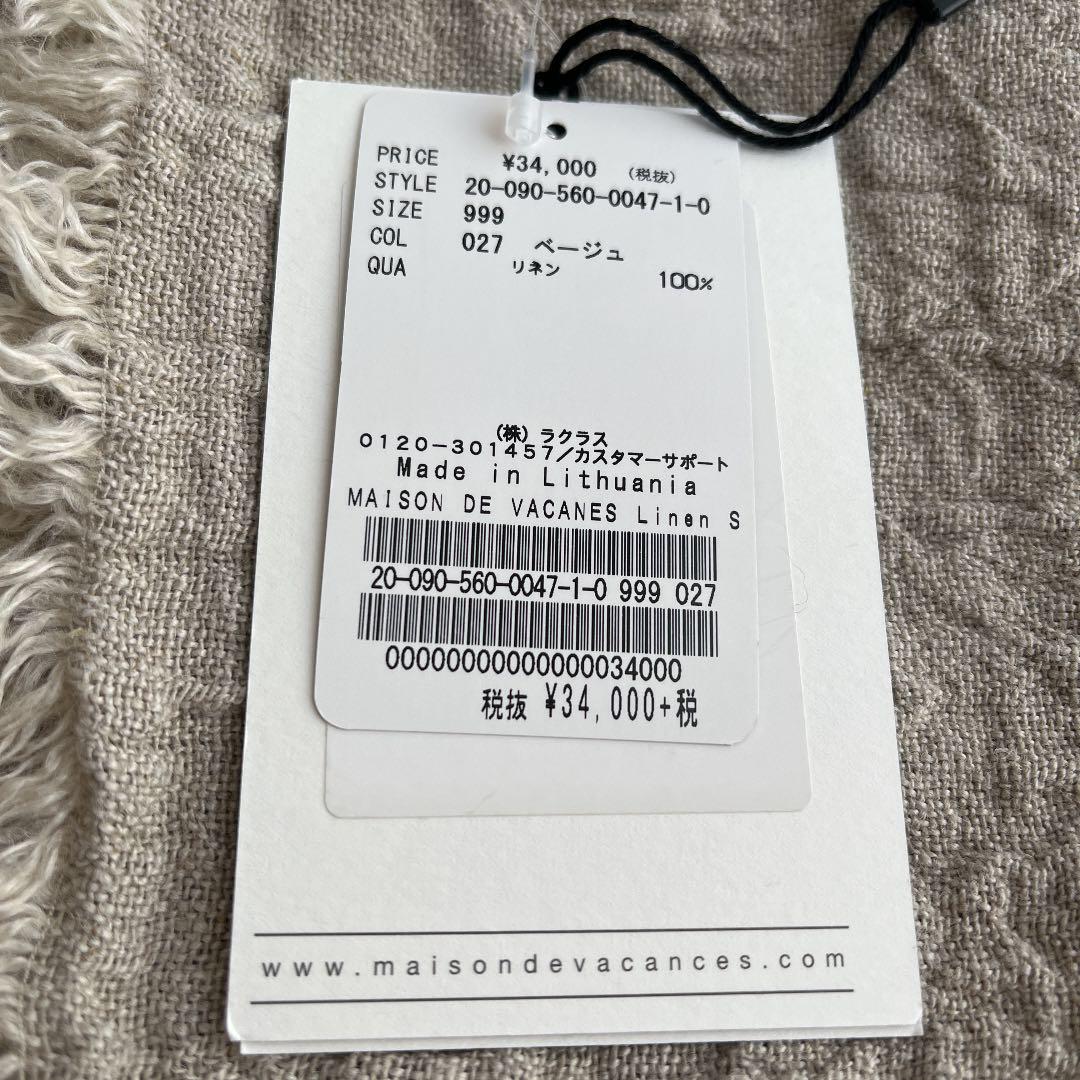 PRICE ¥34,000 (税抜)
STYLE 20-090-560-0047-1-0
SIZE 999
COL 027 ベージュ
QUA リネン 100%
(株)ラクラス
0120-301457/カスタマーサポート
Made in Lithuania
MAISON DE VACANES Linen S
20-090-560-0047-1-0 999 027
00000000000000034000
税抜 ¥34,000+税
www.maisondevacances.com